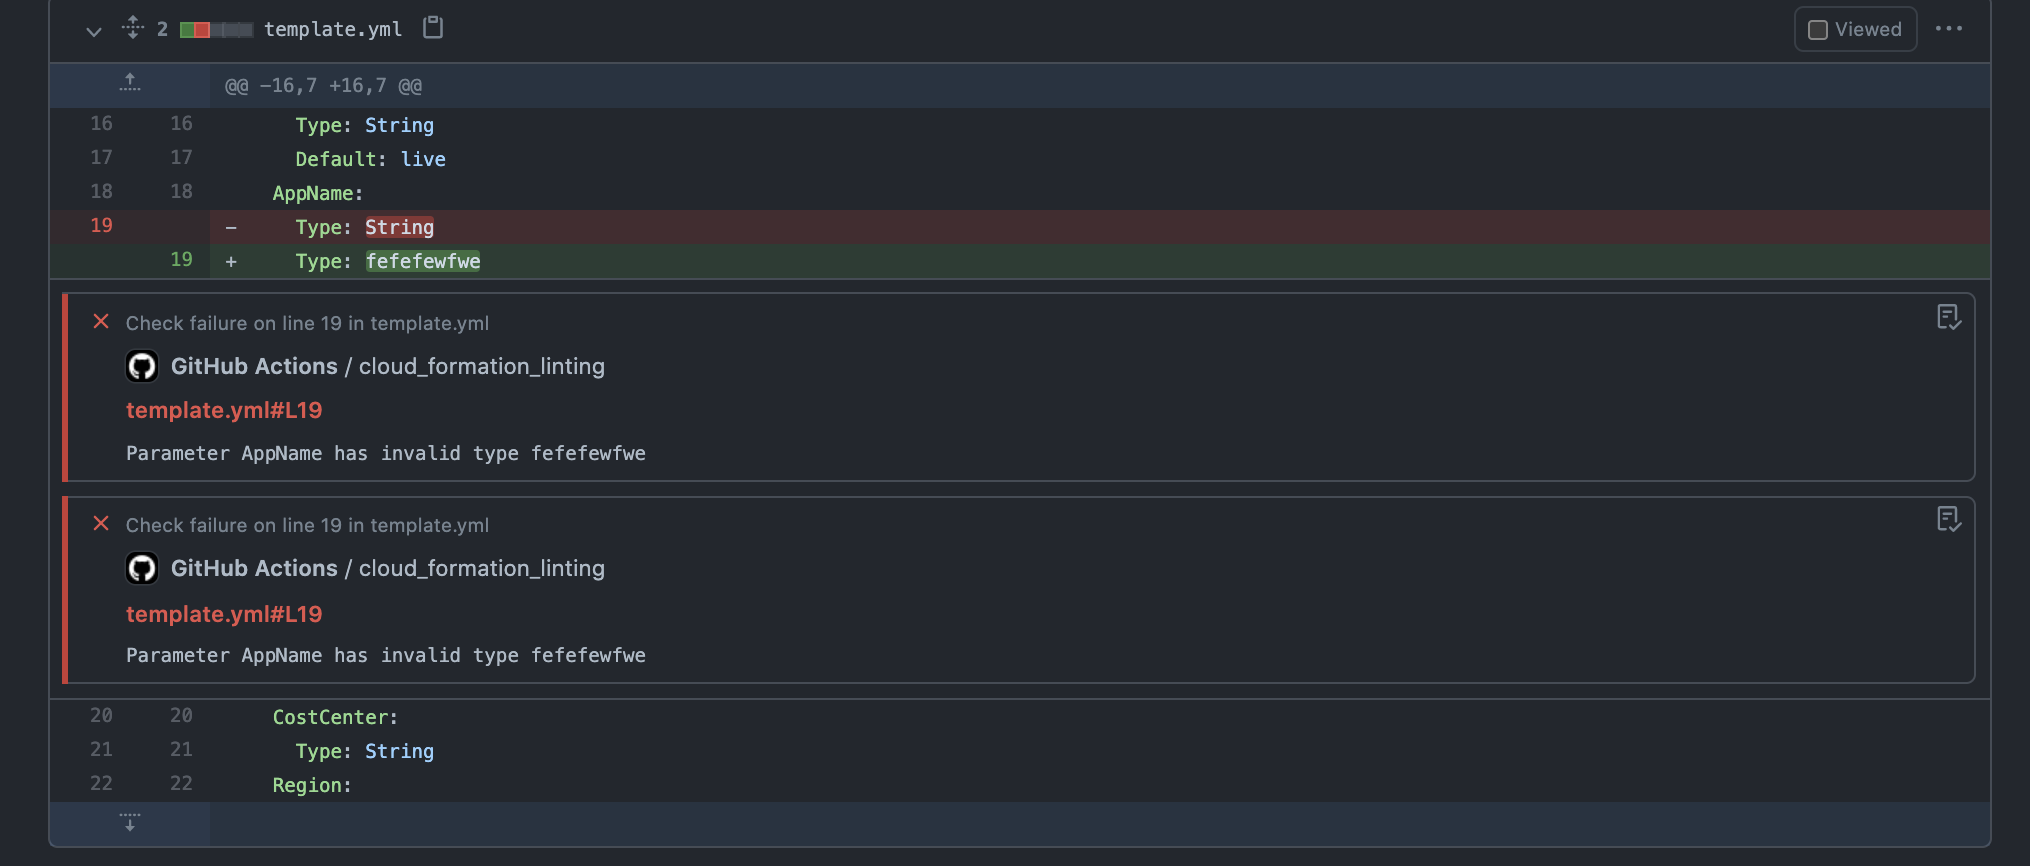 2 template.yml Viewed
@@ -16,7 +16,7 @@
16 16 Type: String
17 17 Default: live
18 18 AppName:
19 - Type: String
19 + Type: fefefewfwe
Check failure on line 19 in template.yml
GitHub Actions / cloud_formation_linting
template.yml#L19
Parameter AppName has invalid type fefefewfwe
Check failure on line 19 in template.yml
GitHub Actions / cloud_formation_linting
template.yml#L19
Parameter AppName has invalid type fefefewfwe
20 20 CostCenter:
21 21 Type: String
22 22 Region: